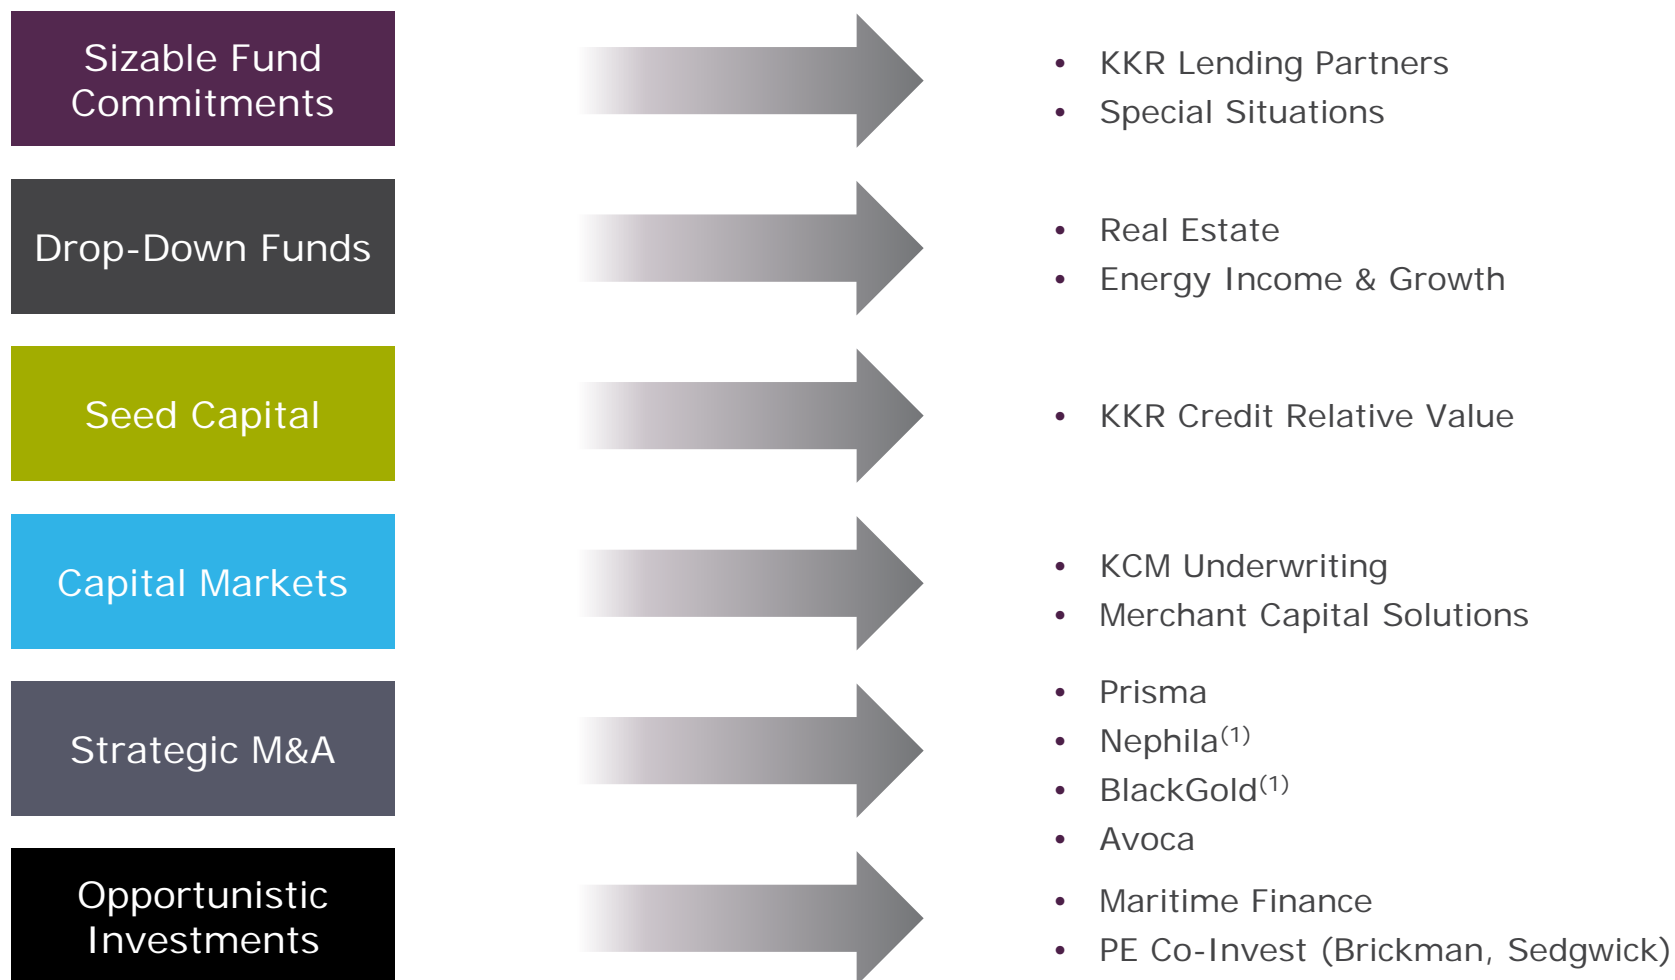 Sizable Fund
Commitments
• KKR Lending Partners
• Special Situations
Drop-Down Funds
• Real Estate
• Energy Income & Growth
Seed Capital
• KKR Credit Relative Value
Capital Markets
• KCM Underwriting
• Merchant Capital Solutions
Strategic M&A
• Prisma
• Nephila(1)
• BlackGold(1)
• Avoca
Opportunistic
Investments
• Maritime Finance
• PE Co-Invest (Brickman, Sedgwick)